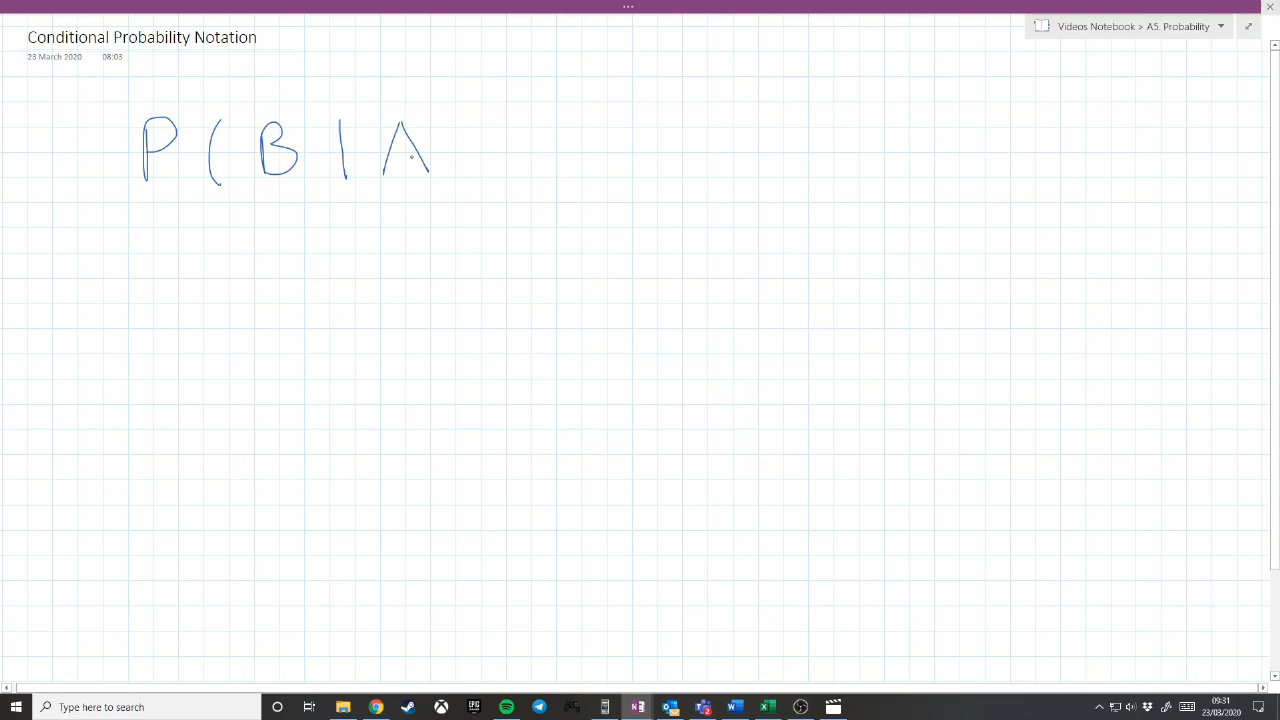 ...
Conditional Probability Notation
Videos Notebook > A5. Probability
23 March 2020 08:03
P ( B | A
Type here to search
09:31
23/03/2020